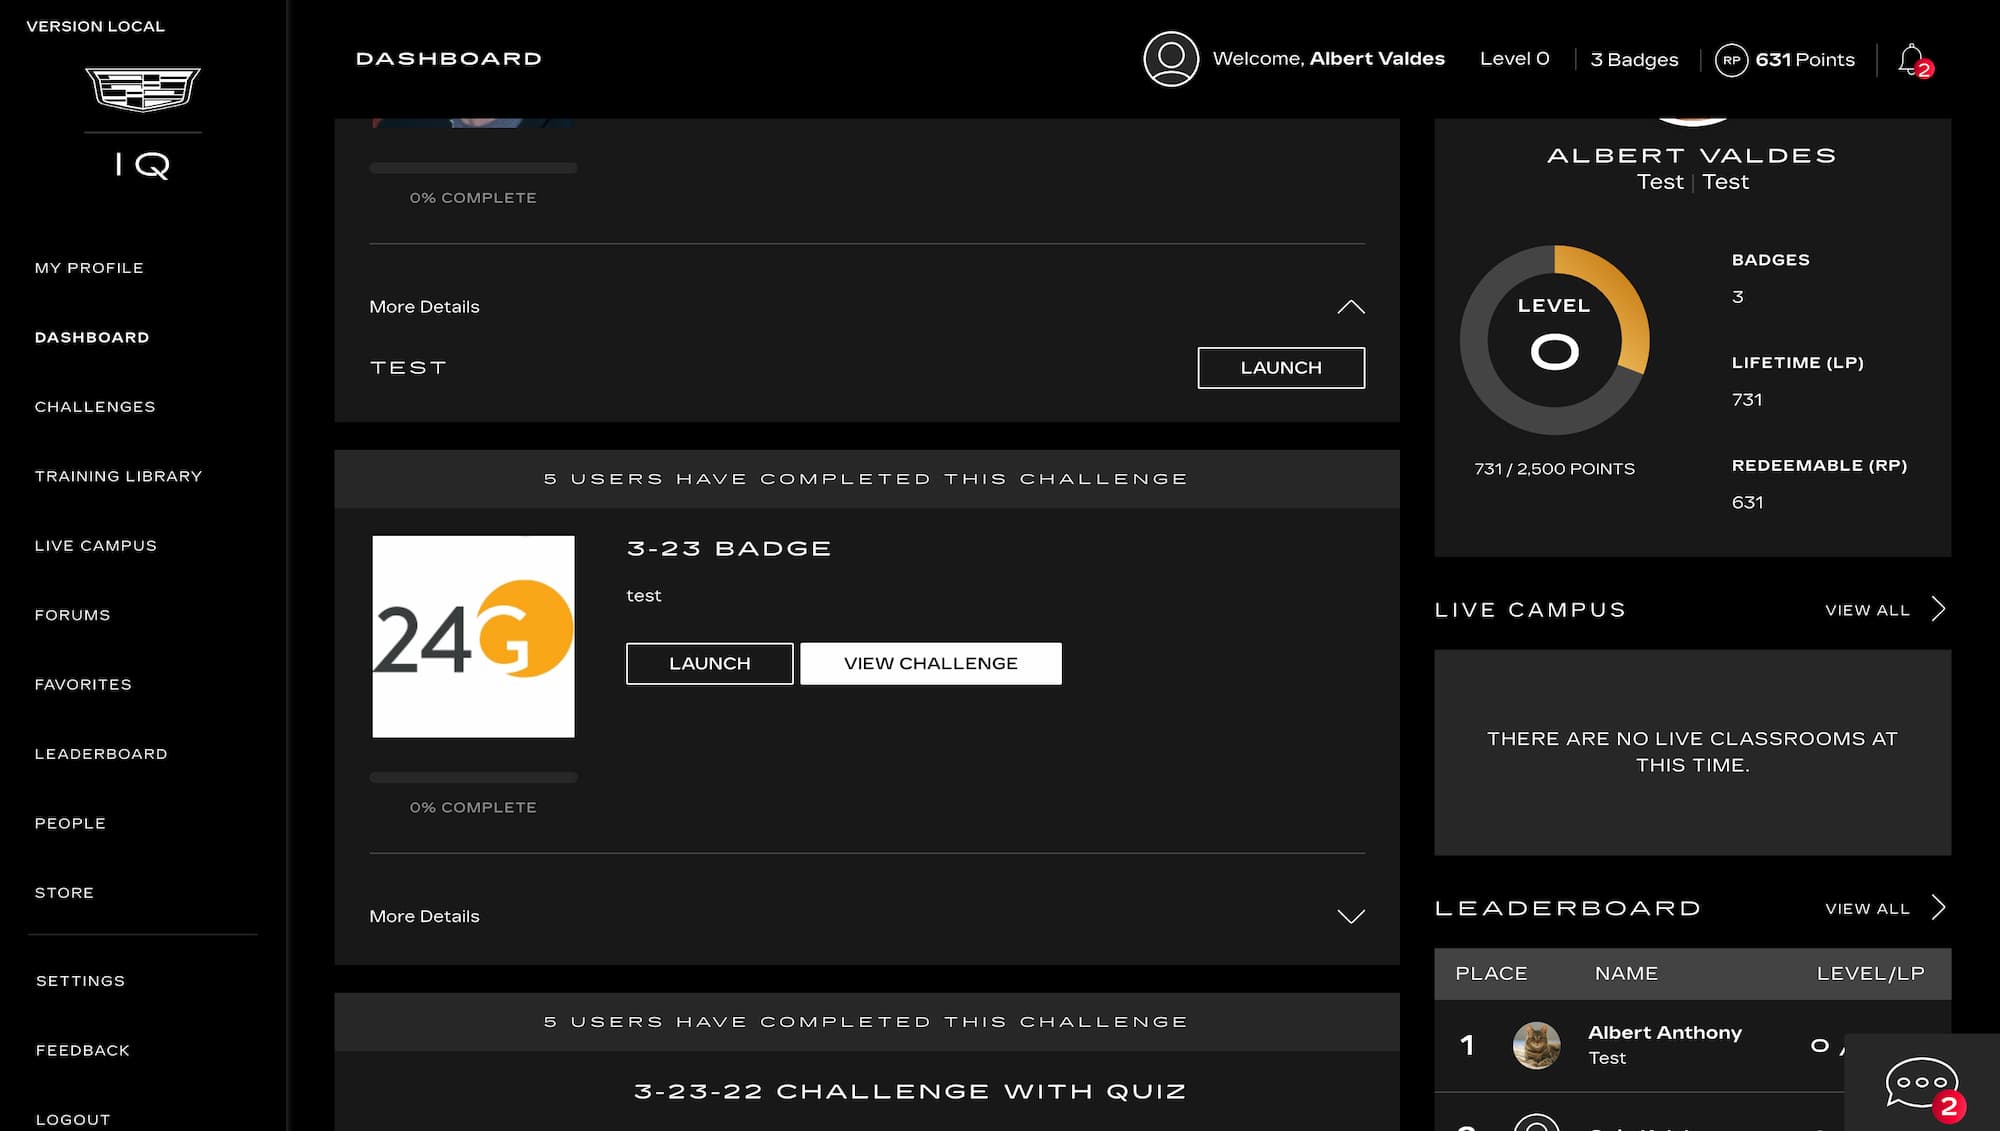 VERSION LOCAL
IQ
MY PROFILE
DASHBOARD
CHALLENGES
TRAINING LIBRARY
LIVE CAMPUS
FORUMS
FAVORITES
LEADERBOARD
PEOPLE
STORE
SETTINGS
FEEDBACK
LOGOUT
DASHBOARD
Welcome, Albert Valdes
Level 0
3 Badges
RP 631 Points
2
0% COMPLETE
More Details
TEST
LAUNCH
5 USERS HAVE COMPLETED THIS CHALLENGE
24G
3-23 BADGE
test
LAUNCH
VIEW CHALLENGE
0% COMPLETE
More Details
5 USERS HAVE COMPLETED THIS CHALLENGE
3-23-22 CHALLENGE WITH QUIZ
ALBERT VALDES
Test | Test
LEVEL
0
731 / 2,500 POINTS
BADGES
3
LIFETIME (LP)
731
REDEEMABLE (RP)
631
LIVE CAMPUS
VIEW ALL
THERE ARE NO LIVE CLASSROOMS AT
THIS TIME.
LEADERBOARD
VIEW ALL
PLACE NAME LEVEL/LP
1 Albert Anthony 0 /
Test
2